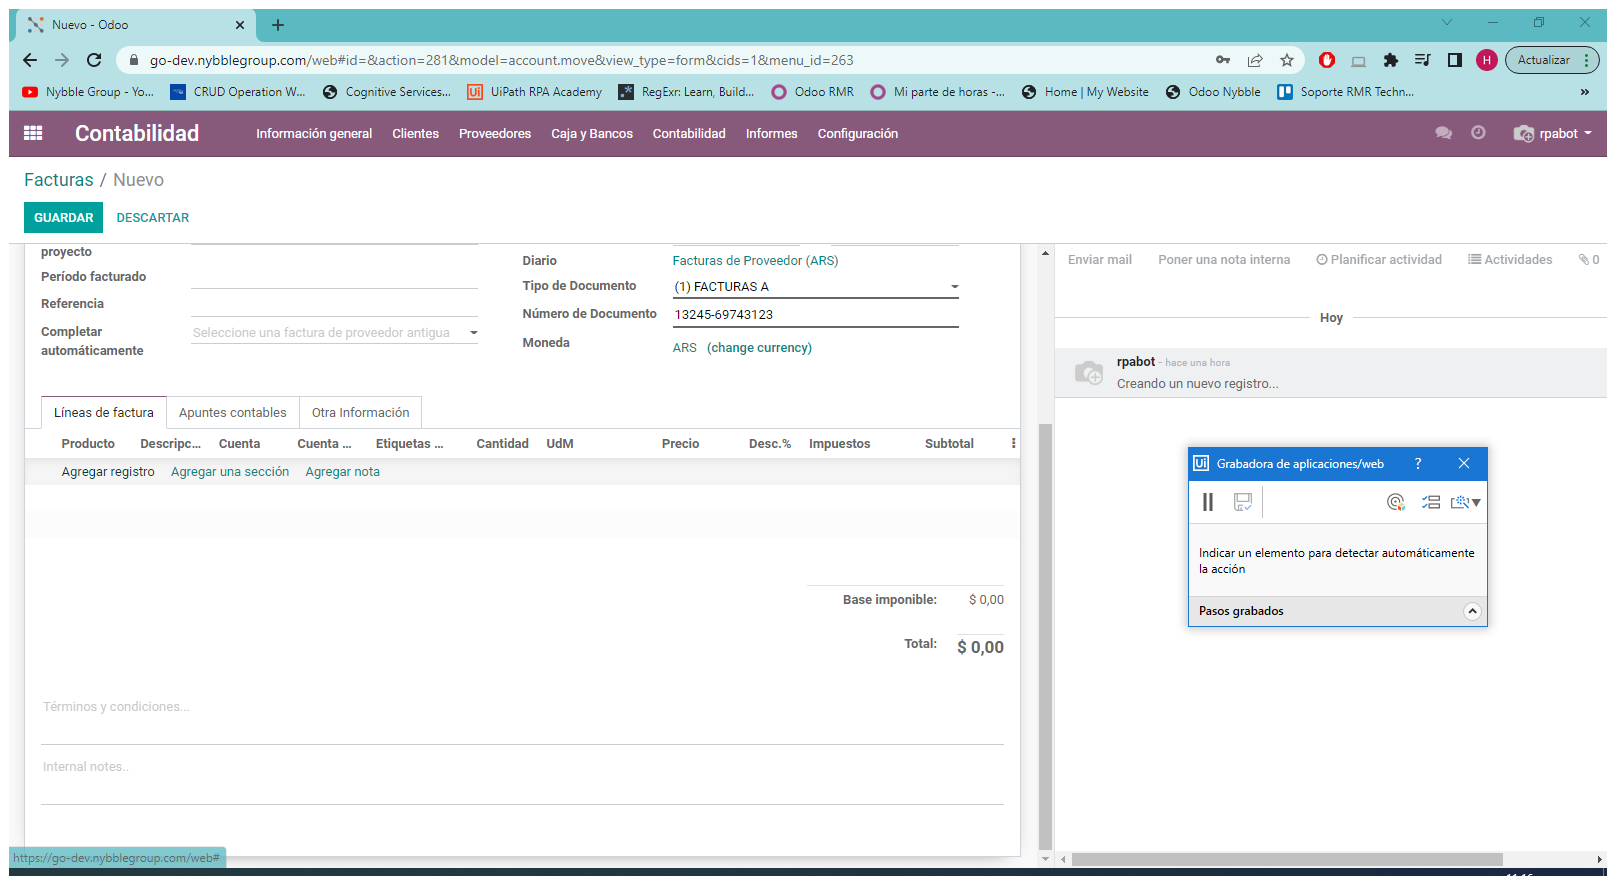 Nuevo - Odoo
go-dev.nybblegroup.com/web#id=&action=281&model=account.move&view_type=form&cids=1&menu_id=263
H
Actualizar
Nybble Group - Yo...
CRUD Operation W...
Cognitive Services...
UiPath RPA Academy
RegExr: Learn, Build...
Odoo RMR
Mi parte de horas -...
Home | My Website
Odoo Nybble
Soporte RMR Techn...
»
Contabilidad
Información general
Clientes
Proveedores
Caja y Bancos
Contabilidad
Informes
Configuración
rpabot
Facturas / Nuevo
GUARDAR
DESCARTAR
proyecto
Período facturado
Referencia
Completar
automáticamente
Seleccione una factura de proveedor antigua
Diario
Facturas de Proveedor (ARS)
Tipo de Documento
(1) FACTURAS A
Número de Documento
13245-69743123
Moneda
ARS (change currency)
Líneas de factura
Apuntes contables
Otra Información
Producto
Descripc...
Cuenta
Cuenta ...
Etiquetas ...
Cantidad
UdM
Precio
Desc.%
Impuestos
Subtotal
Agregar registro
Agregar una sección
Agregar nota
Base imponible:
$ 0,00
Total:
$ 0,00
Términos y condiciones...
Internal notes..
Enviar mail
Poner una nota interna
Planificar actividad
Actividades
0
Hoy
rpabot - hace una hora
Creando un nuevo registro...
Ui
Grabadora de aplicaciones/web
?
Indicar un elemento para detectar automáticamente
la acción
Pasos grabados
https://go-dev.nybblegroup.com/web#